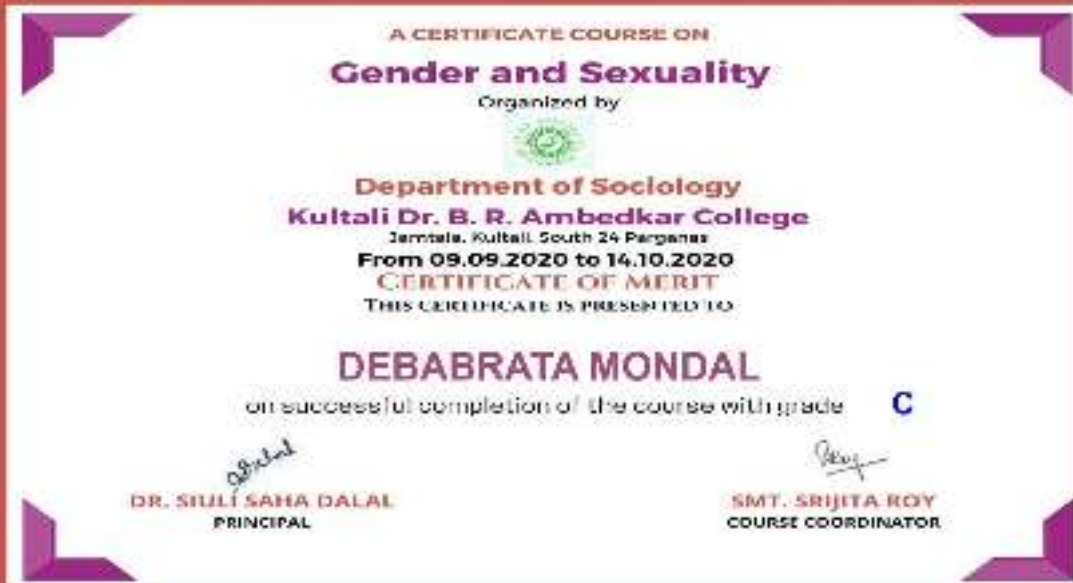 A CERTIFICATE COURSE ON
Gender and Sexuality
Organized by
Department of Sociology
Kultali Dr. B. R. Ambedkar College
Jamtala, Kultali, South 24 Parganas
From 09.09.2020 to 14.10.2020
CERTIFICATE OF MERIT
THIS CERTIFICATE IS PRESENTED TO
DEBABRATA MONDAL
on successful completion of the course with grade C
DR. SIULI SAHA DALAL
PRINCIPAL
SMT. SRIJITA ROY
COURSE COORDINATOR